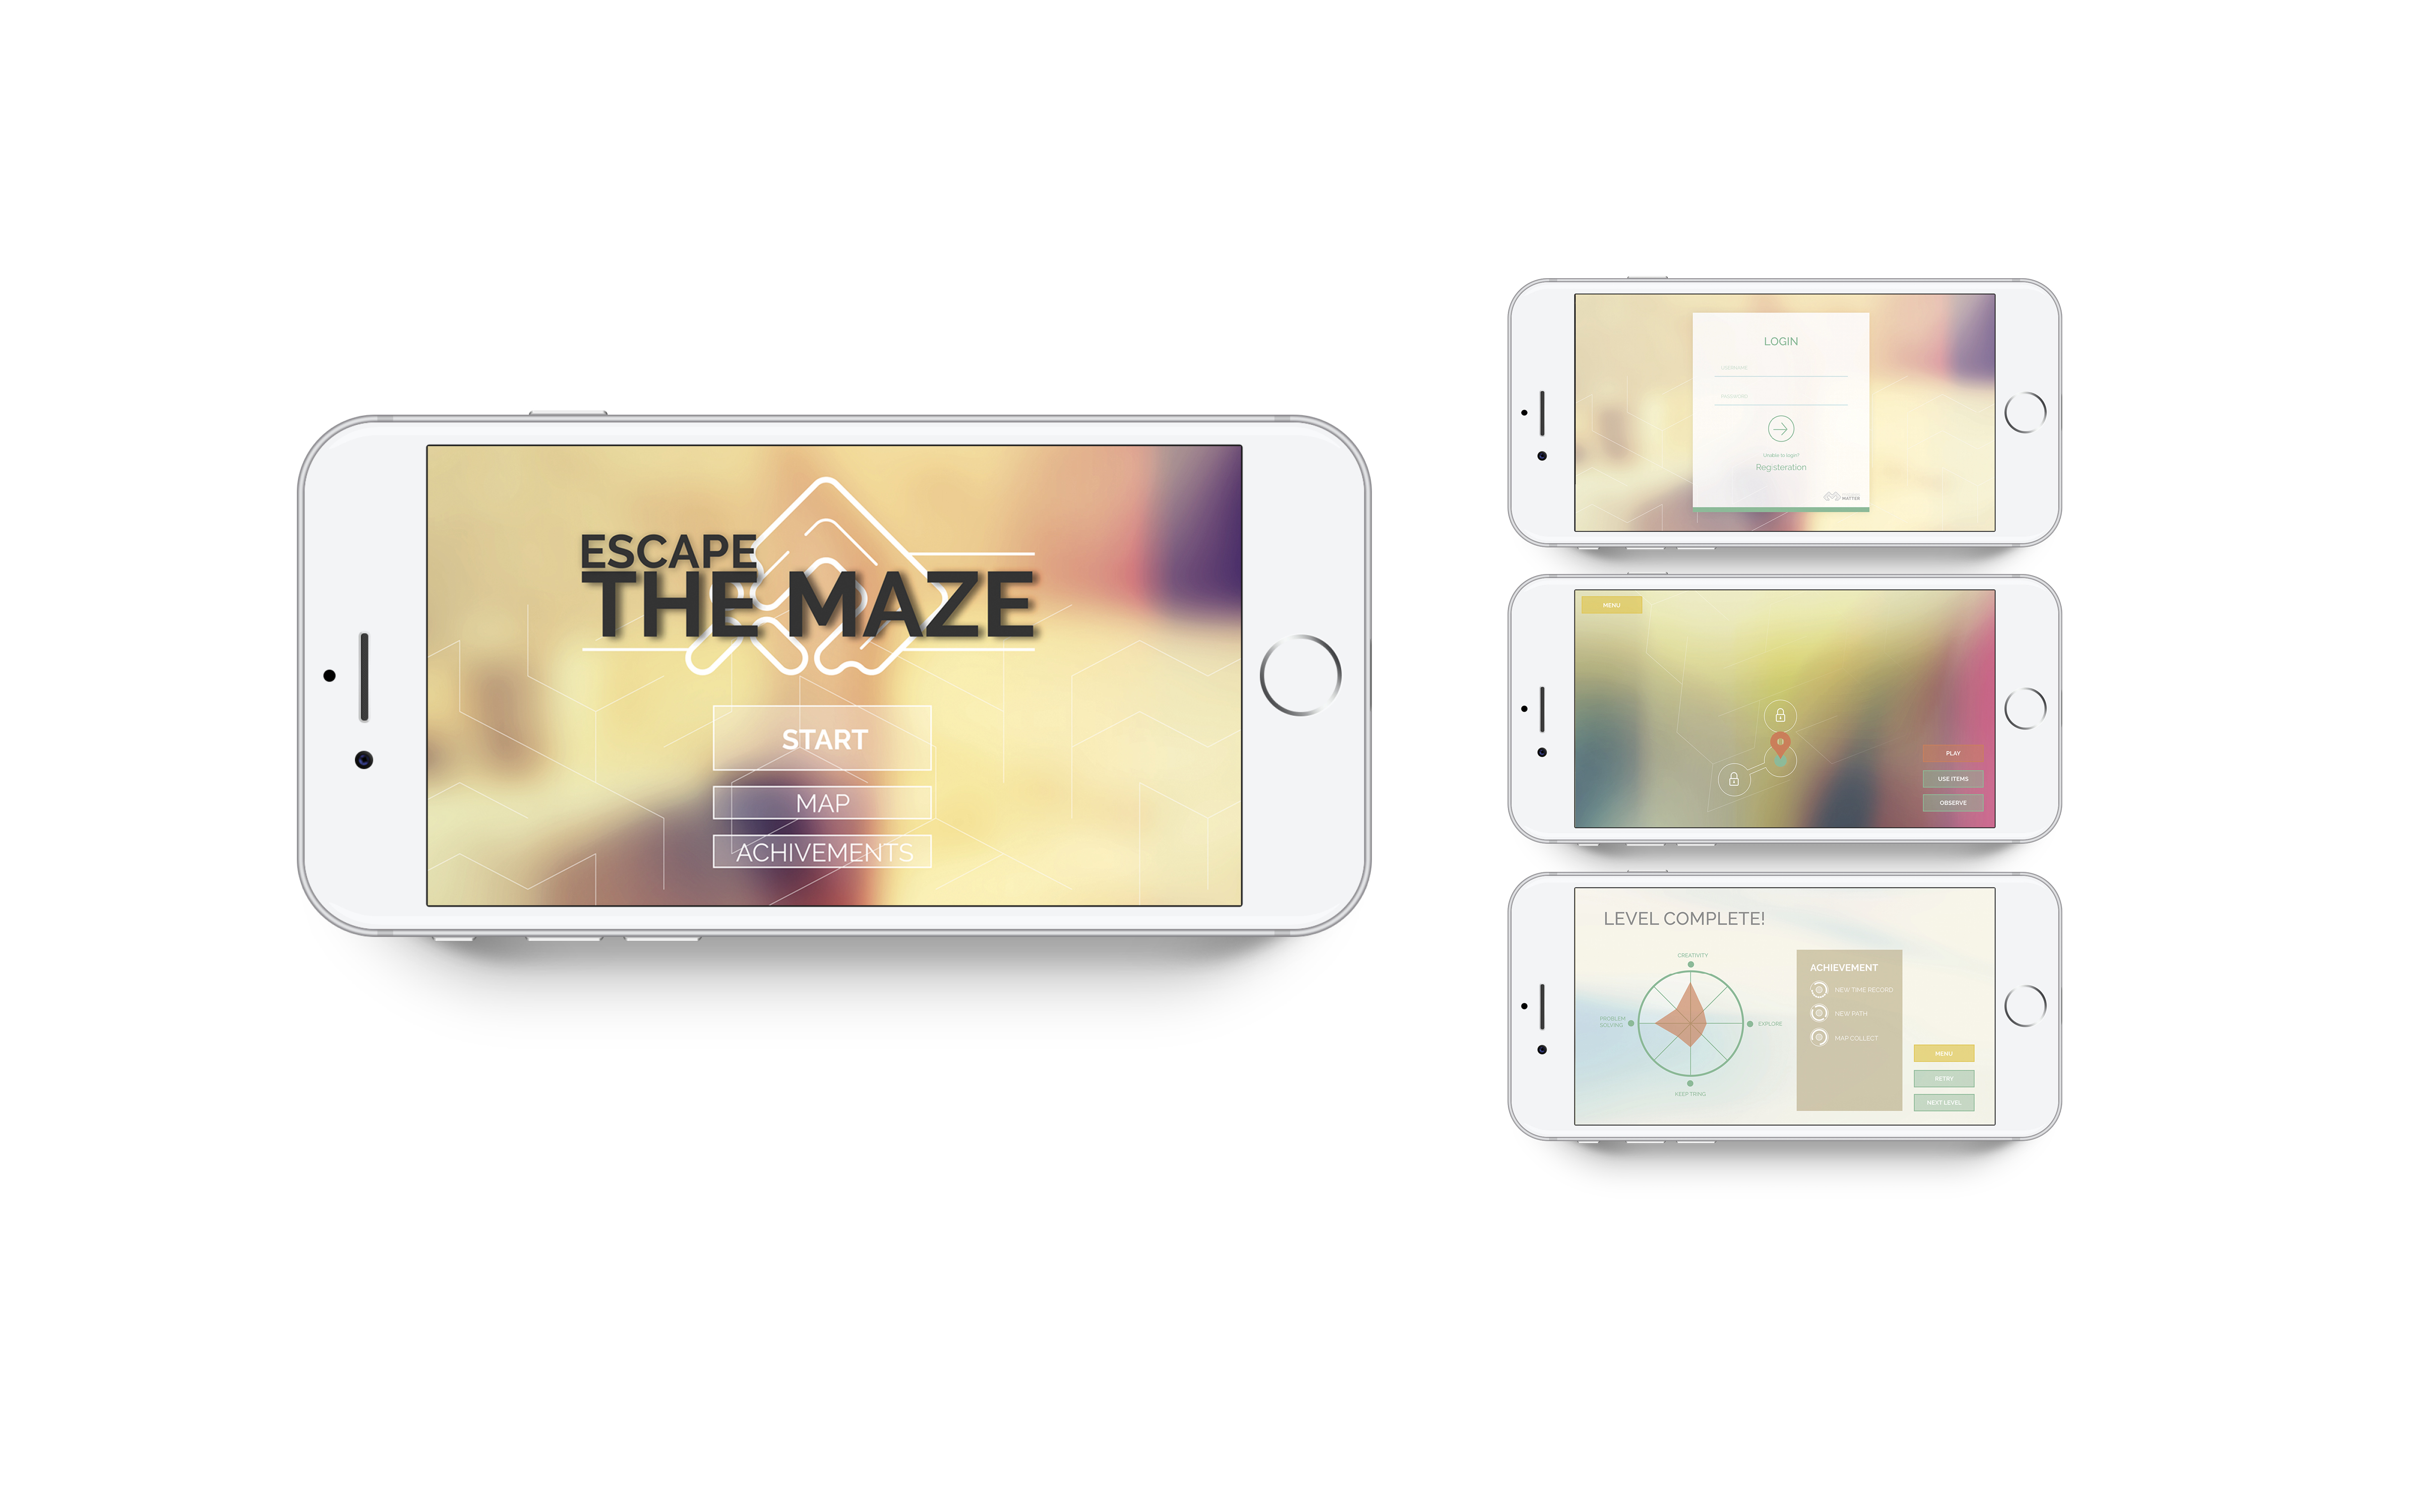 ESCAPE
THE MAZE
START
MAP
ACHIVEMENTS
LOGIN
USERNAME
PASSWORD
Unable to login?
Registeration
MATTER
MENU
PLAY
USE ITEMS
OBSERVE
LEVEL COMPLETE!
CREATIVITY
PROBLEM
SOLVING
EXPLORE
KEEP TRING
ACHIEVEMENT
NEW TIME RECORD
NEW PATH
MAP COLLECT
MENU
RETRY
NEXT LEVEL